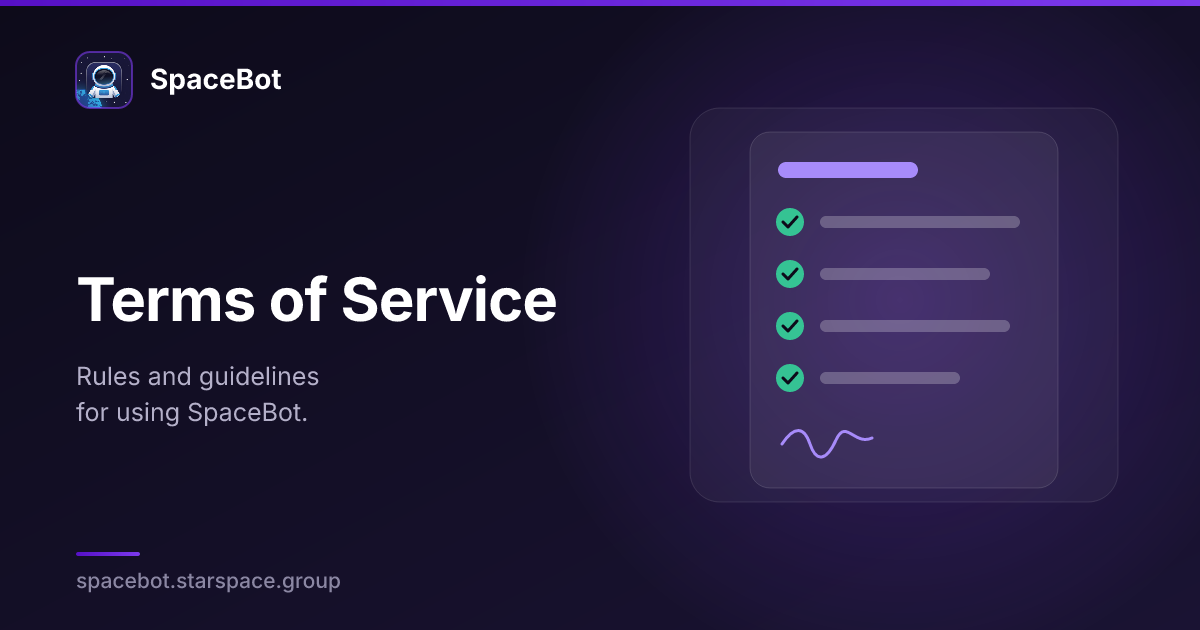 SpaceBot
Terms of Service
Rules and guidelines
for using SpaceBot.
spacebot.starspace.group